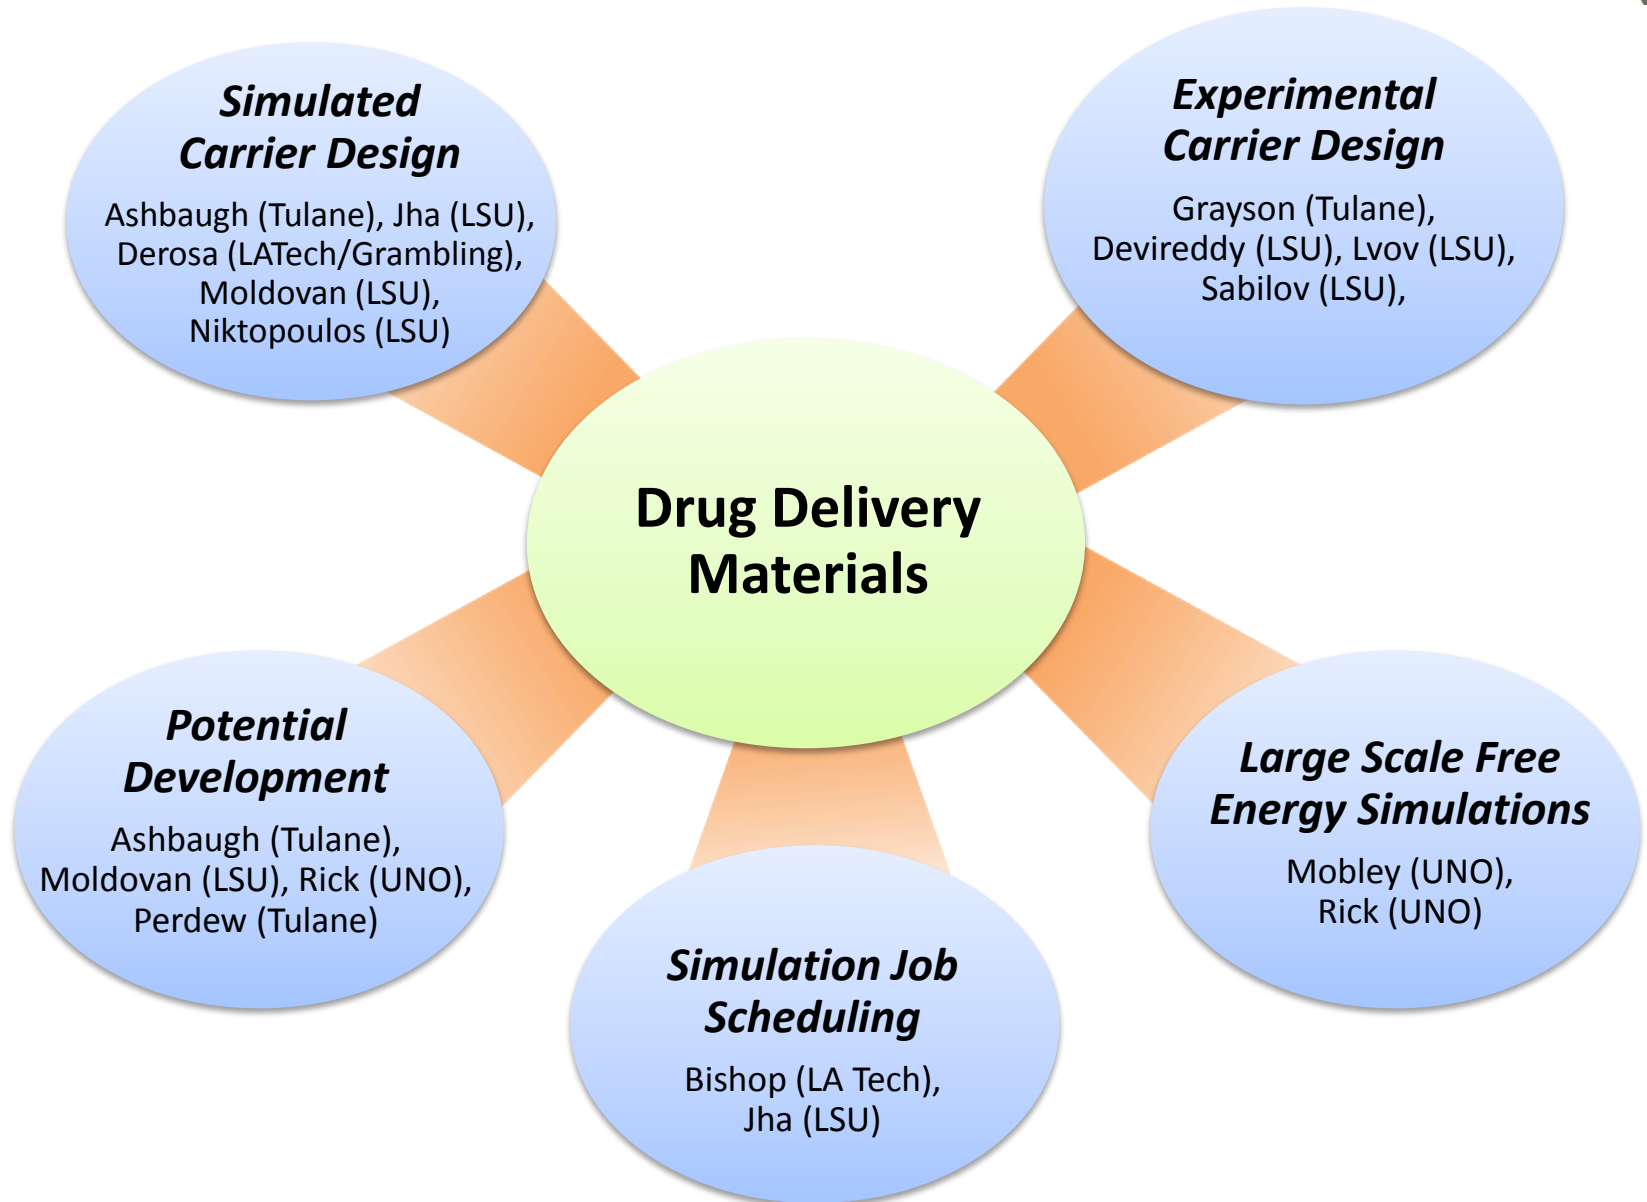 Simulated
Carrier Design
Ashbaugh (Tulane), Jha (LSU),
Derosa (LATech/Grambling),
Moldovan (LSU),
Niktopoulos (LSU)
Experimental
Carrier Design
Grayson (Tulane),
Devireddy (LSU), Lvov (LSU),
Sabilov (LSU),
Drug Delivery
Materials
Potential
Development
Ashbaugh (Tulane),
Moldovan (LSU), Rick (UNO),
Perdew (Tulane)
Simulation Job
Scheduling
Bishop (LA Tech),
Jha (LSU)
Large Scale Free
Energy Simulations
Mobley (UNO),
Rick (UNO)